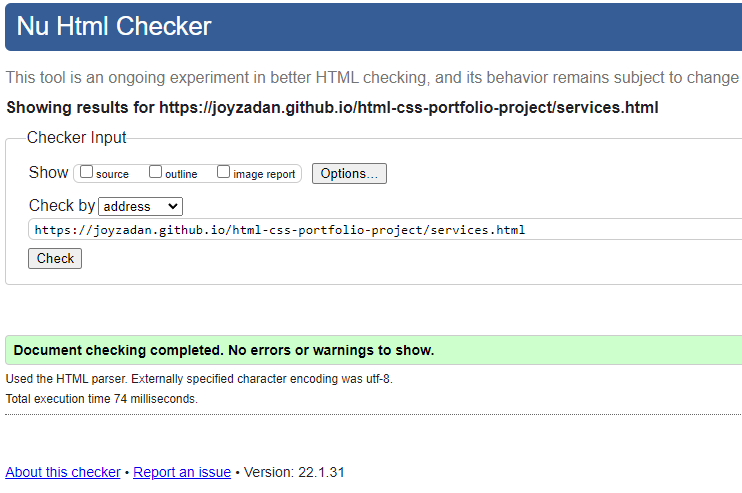 Nu Html Checker
This tool is an ongoing experiment in better HTML checking, and its behavior remains subject to change
Showing results for https://joyzadan.github.io/html-css-portfolio-project/services.html
Checker Input
Show source outline image report Options...
Check by address
https://joyzadan.github.io/html-css-portfolio-project/services.html
Check
Document checking completed. No errors or warnings to show.
Used the HTML parser. Externally specified character encoding was utf-8.
Total execution time 74 milliseconds.
About this checker • Report an issue • Version: 22.1.31